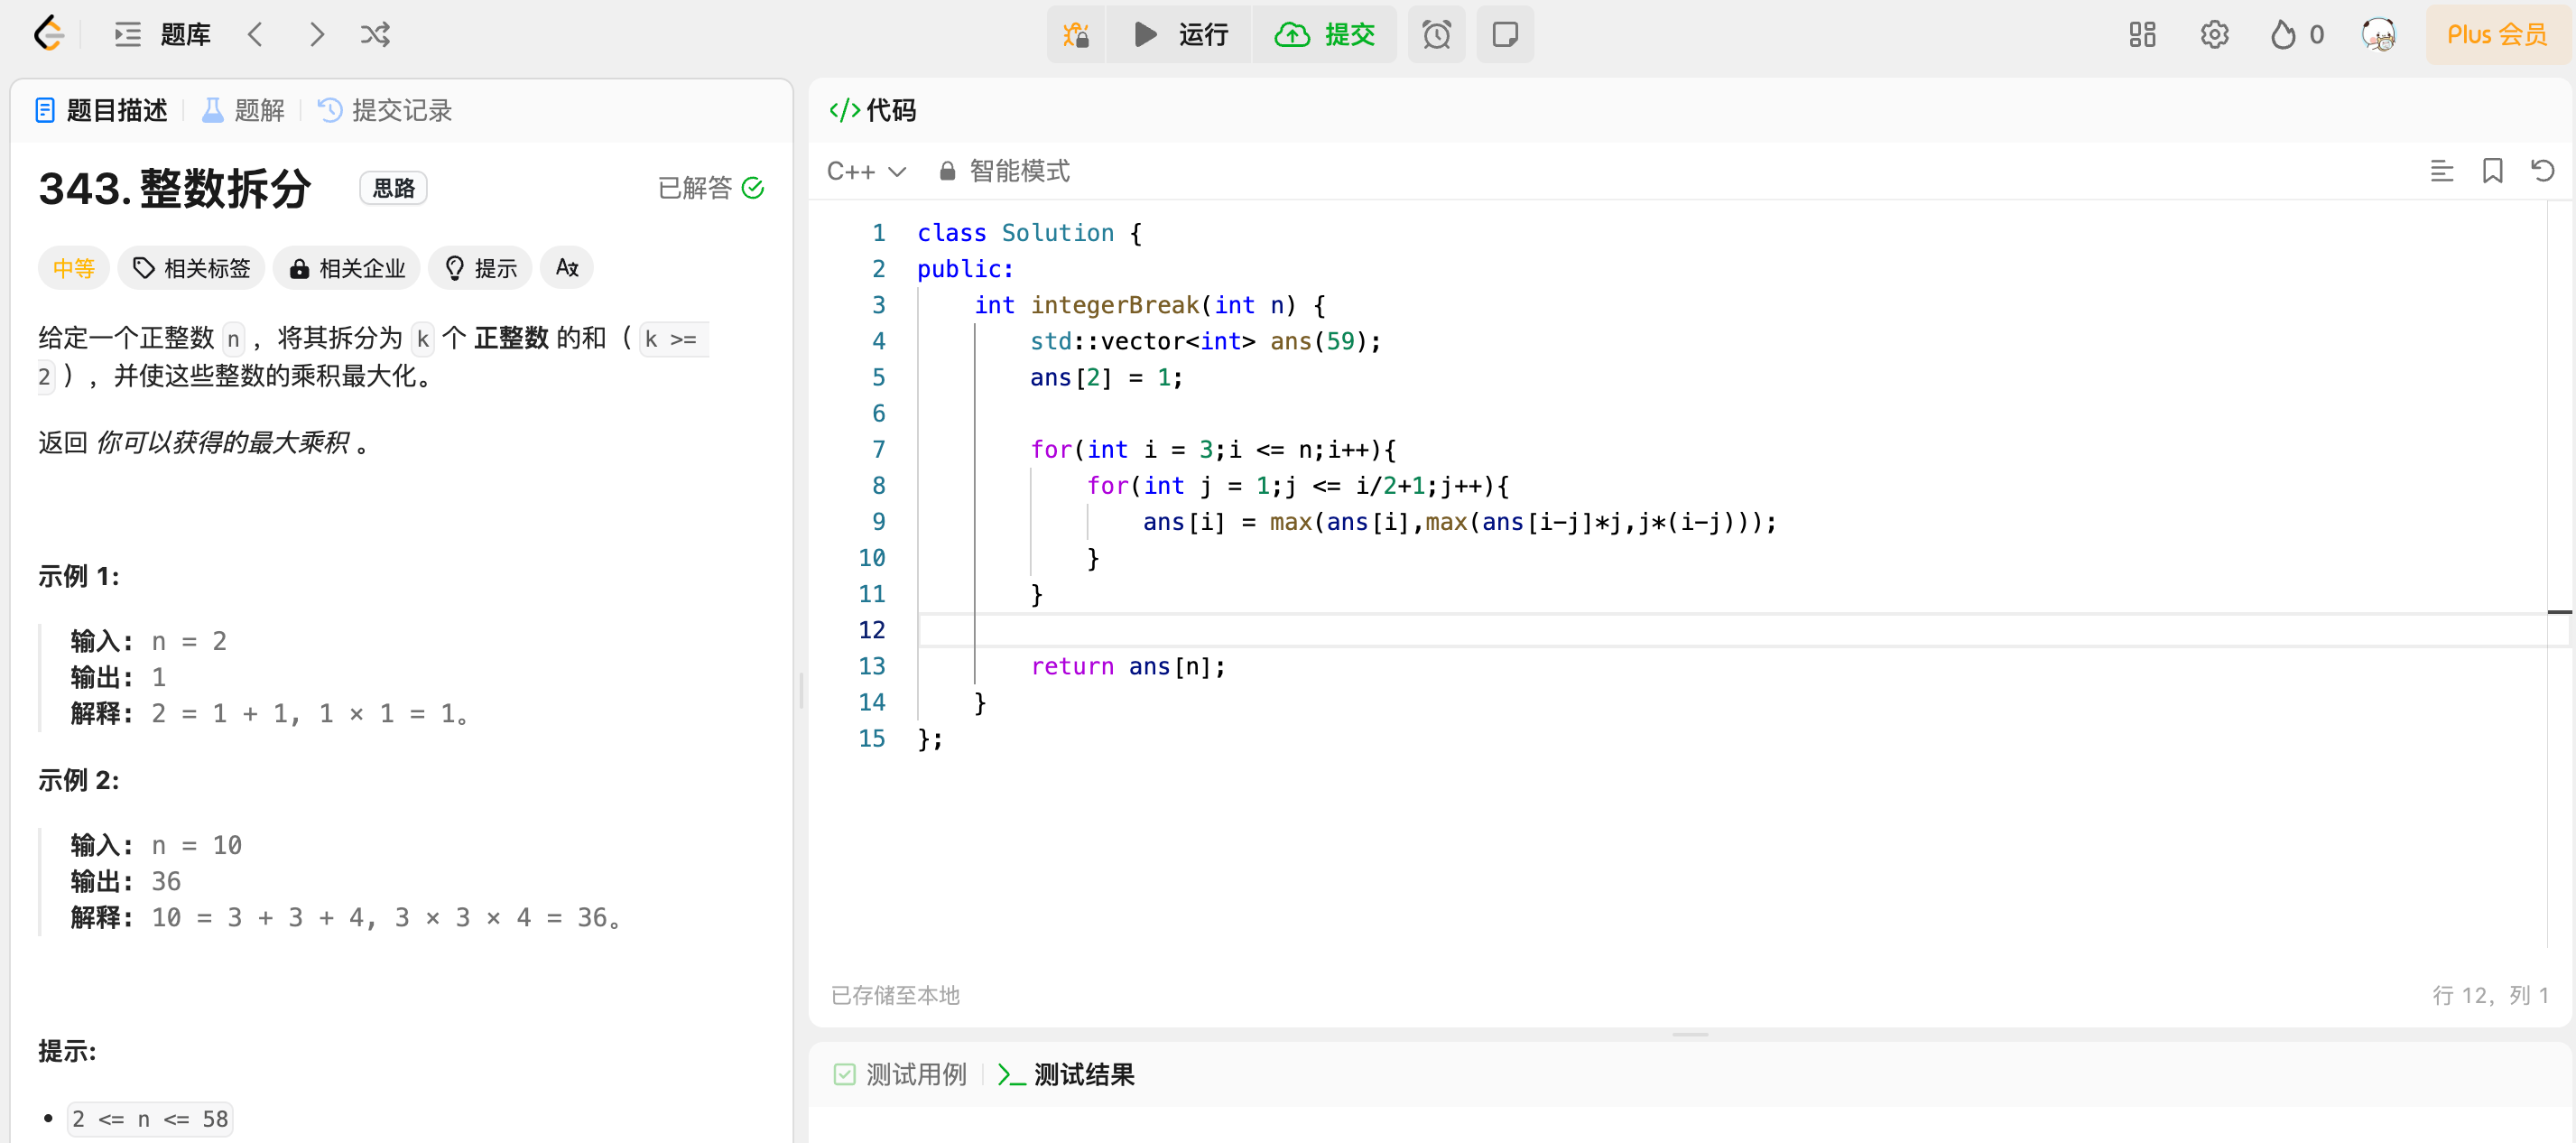 题库
运行
提交
0
Plus 会员
题目描述
题解
提交记录
343. 整数拆分
思路
已解答
中等
相关标签
相关企业
提示
给定一个正整数 n ，将其拆分为 k 个 正整数 的和（ k >=
2 ），并使这些整数的乘积最大化。
返回 你可以获得的最大乘积 。
示例 1:
输入: n = 2
输出: 1
解释: 2 = 1 + 1, 1 × 1 = 1。
示例 2:
输入: n = 10
输出: 36
解释: 10 = 3 + 3 + 4, 3 × 3 × 4 = 36。
提示:
• 2 <= n <= 58
</> 代码
C++
智能模式
1 class Solution {
2 public:
3     int integerBreak(int n) {
4         std::vector<int> ans(59);
5         ans[2] = 1;
6
7         for(int i = 3;i <= n;i++){
8             for(int j = 1;j <= i/2+1;j++){
9                 ans[i] = max(ans[i],max(ans[i-j]*j,j*(i-j)));
10             }
11         }
12
13         return ans[n];
14     }
15 };
已存储至本地
行 12，列 1
测试用例
>_ 测试结果